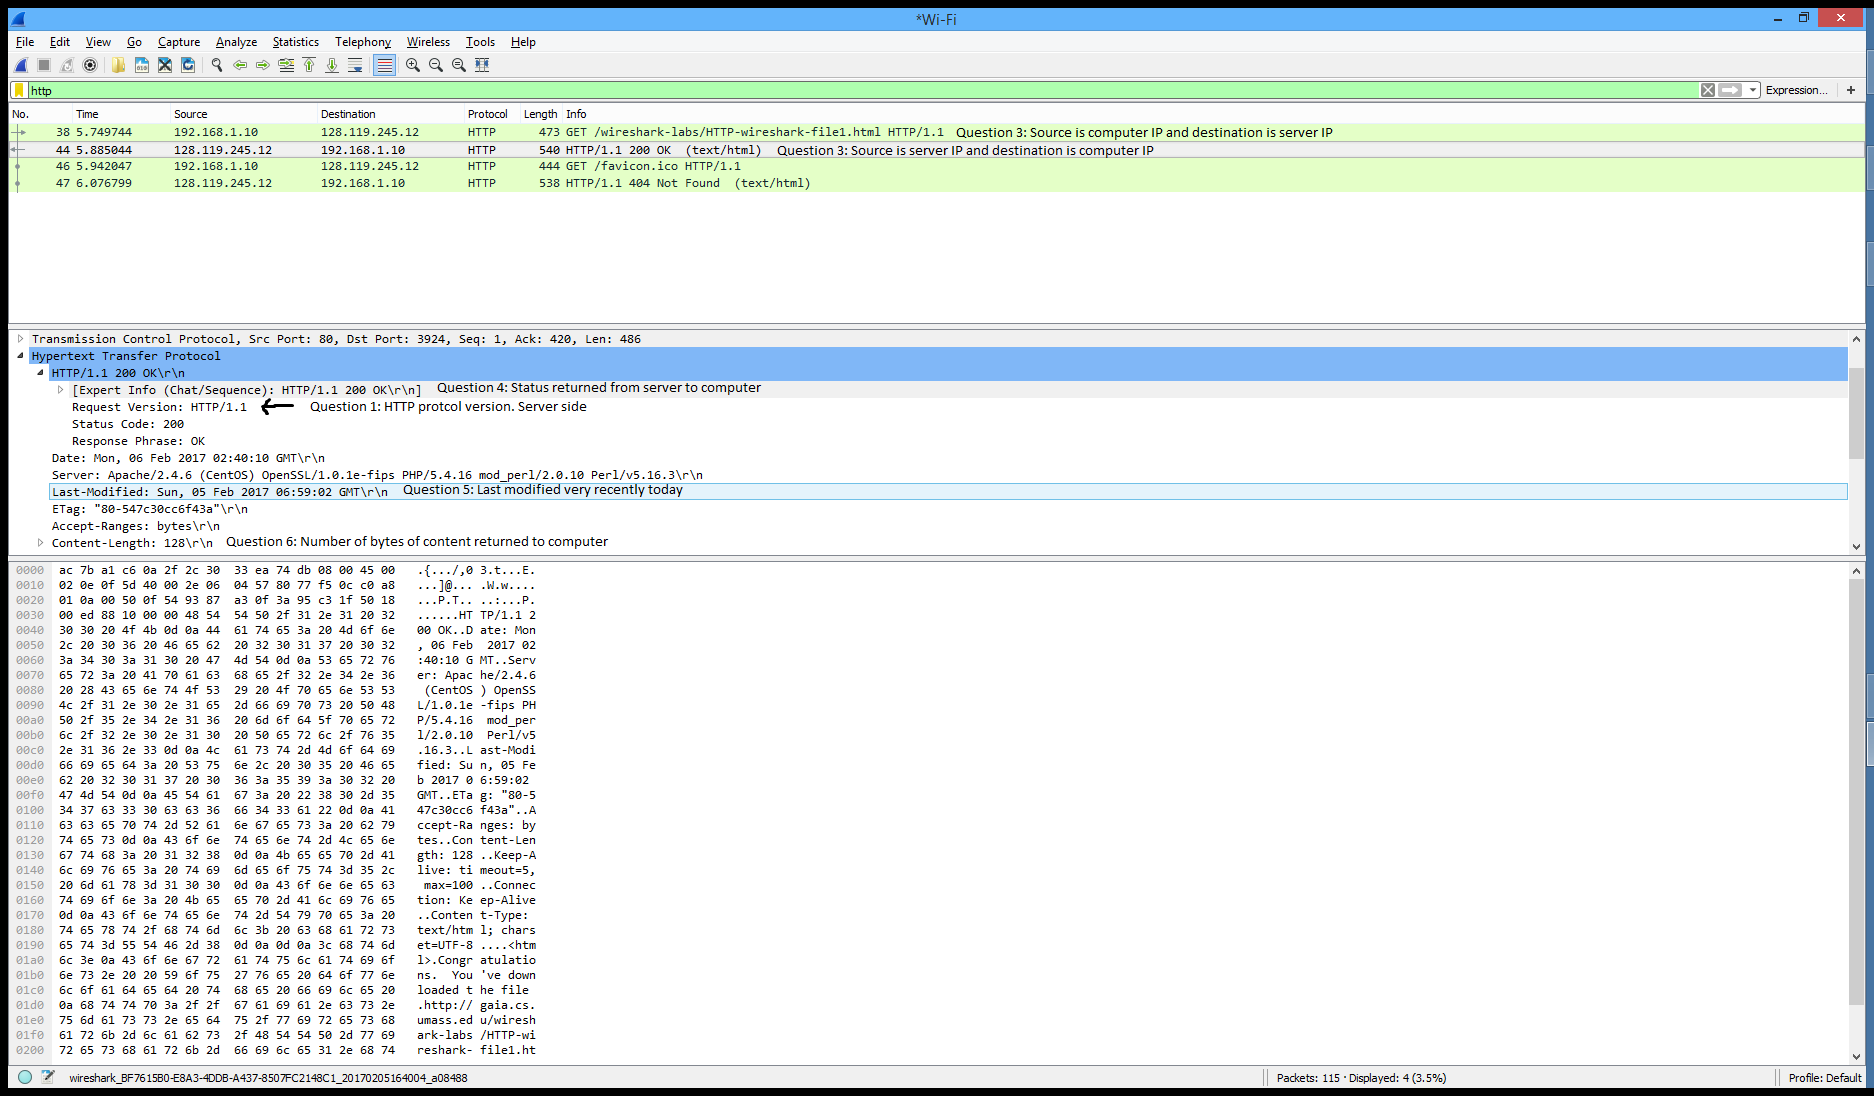 *Wi-Fi
File Edit View Go Capture Analyze Statistics Telephony Wireless Tools Help
http Expression... +
No. Time Source Destination Protocol Length Info
38 5.749744 192.168.1.10 128.119.245.12 HTTP 473 GET /wireshark-labs/HTTP-wireshark-file1.html HTTP/1.1 Question 3: Source is computer IP and destination is server IP
44 5.885044 128.119.245.12 192.168.1.10 HTTP 540 HTTP/1.1 200 OK (text/html) Question 3: Source is server IP and destination is computer IP
46 5.942047 192.168.1.10 128.119.245.12 HTTP 444 GET /favicon.ico HTTP/1.1
47 6.076799 128.119.245.12 192.168.1.10 HTTP 538 HTTP/1.1 404 Not Found (text/html)
Transmission Control Protocol, Src Port: 80, Dst Port: 3924, Seq: 1, Ack: 420, Len: 486
Hypertext Transfer Protocol
HTTP/1.1 200 OK\r\n
[Expert Info (Chat/Sequence): HTTP/1.1 200 OK\r\n] Question 4: Status returned from server to computer
Request Version: HTTP/1.1 Question 1: HTTP protcol version. Server side
Status Code: 200
Response Phrase: OK
Date: Mon, 06 Feb 2017 02:40:10 GMT\r\n
Server: Apache/2.4.6 (CentOS) OpenSSL/1.0.1e-fips PHP/5.4.16 mod_perl/2.0.10 Perl/v5.16.3\r\n
Last-Modified: Sun, 05 Feb 2017 06:59:02 GMT\r\n Question 5: Last modified very recently today
ETag: "80-547c30cc6f43a"\r\n
Accept-Ranges: bytes\r\n
Content-Length: 128\r\n Question 6: Number of bytes of content returned to computer
0000 ac 7b a1 c6 0a 2f 2c 30 33 ea 74 db 08 00 45 00 .{.../,0 3.t...E.
0010 02 0e 0f 5d 40 00 2e 06 04 57 80 77 f5 0c c0 a8 ...]@... .W.w....
0020 01 0a 00 50 0f 54 93 87 a3 0f 3a 95 c3 1f 50 18 ...P.T.. ..:...P.
0030 00 ed 88 10 00 00 48 54 54 50 2f 31 2e 31 20 32 ......HT TP/1.1 2
0040 30 30 20 4f 4b 0d 0a 44 61 74 65 3a 20 4d 6f 6e 00 OK..D ate: Mon
0050 2c 20 30 36 20 46 65 62 20 32 30 31 37 20 30 32 , 06 Feb 2017 02
0060 3a 34 30 3a 31 30 20 47 4d 54 0d 0a 53 65 72 76 :40:10 G MT..Serv
0070 65 72 3a 20 41 70 61 63 68 65 2f 32 2e 34 2e 36 er: Apac he/2.4.6
0080 20 28 43 65 6e 74 4f 53 29 20 4f 70 65 6e 53 53 (CentOS ) OpenSS
0090 4c 2f 31 2e 30 2e 31 65 2d 66 69 70 73 20 50 48 L/1.0.1e -fips PH
00a0 50 2f 35 2e 34 2e 31 36 20 6d 6f 64 5f 70 65 72 P/5.4.16 mod_per
00b0 6c 2f 32 2e 30 2e 31 30 20 50 65 72 6c 2f 76 35 l/2.0.10 Perl/v5
00c0 2e 31 36 2e 33 0d 0a 4c 61 73 74 2d 4d 6f 64 69 .16.3..L ast-Modi
00d0 66 69 65 64 3a 20 53 75 6e 2c 20 30 35 20 46 65 fied: Su n, 05 Fe
00e0 62 20 32 30 31 37 20 30 36 3a 35 39 3a 30 32 20 b 2017 0 6:59:02
00f0 47 4d 54 0d 0a 45 54 61 67 3a 20 22 38 30 2d 35 GMT..ETa g: "80-5
0100 34 37 63 33 30 63 63 36 66 34 33 61 22 0d 0a 41 47c30cc6 f43a"..A
0110 63 63 65 70 74 2d 52 61 6e 67 65 73 3a 20 62 79 ccept-Ra nges: by
0120 74 65 73 0d 0a 43 6f 6e 74 65 6e 74 2d 4c 65 6e tes..Con tent-Len
0130 67 74 68 3a 20 31 32 38 0d 0a 4b 65 65 70 2d 41 gth: 128 ..Keep-A
0140 6c 69 76 65 3a 20 74 69 6d 65 6f 75 74 3d 35 2c live: ti meout=5,
0150 20 6d 61 78 3d 31 30 30 0d 0a 43 6f 6e 6e 65 63 max=100 ..Connec
0160 74 69 6f 6e 3a 20 4b 65 65 70 2d 41 6c 69 76 65 tion: Ke ep-Alive
0170 0d 0a 43 6f 6e 74 65 6e 74 2d 54 79 70 65 3a 20 ..Conten t-Type:
0180 74 65 78 74 2f 68 74 6d 6c 3b 20 63 68 61 72 73 text/htm l; chars
0190 65 74 3d 55 54 46 2d 38 0d 0a 0d 0a 3c 68 74 6d et=UTF-8 ....<htm
01a0 6c 3e 0a 43 6f 6e 67 72 61 74 75 6c 61 74 69 6f l>.Congr atulatio
01b0 6e 73 2e 20 20 59 6f 75 27 76 65 20 64 6f 77 6e ns.  You 've down
01c0 6c 6f 61 64 65 64 20 74 68 65 20 66 69 6c 65 20 loaded t he file
01d0 0a 68 74 74 70 3a 2f 2f 67 61 69 61 2e 63 73 2e .http:// gaia.cs.
01e0 75 6d 61 73 73 2e 65 64 75 2f 77 69 72 65 73 68 umass.ed u/wiresh
01f0 61 72 6b 2d 6c 61 62 73 2f 48 54 54 50 2d 77 69 ark-labs /HTTP-wi
0200 72 65 73 68 61 72 6b 2d 66 69 6c 65 31 2e 68 74 reshark- file1.ht
wireshark_BF7615B0-E8A3-4DDB-A437-8507FC2148C1_20170205164004_a08488 Packets: 115 · Displayed: 4 (3.5%) Profile: Default